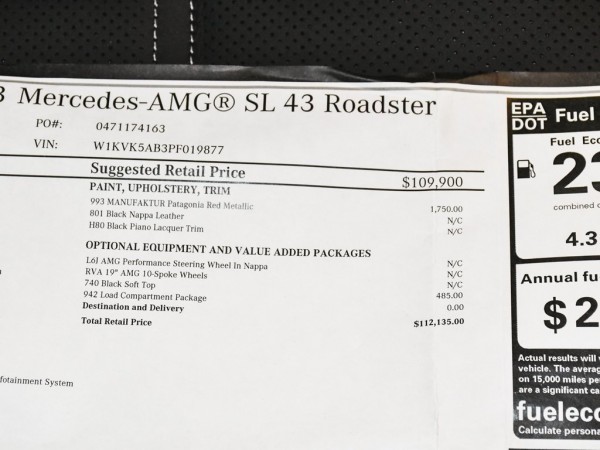 3 Mercedes-AMG® SL 43 Roadster
PO#: 0471174163
VIN: W1KVK5AB3PF019877
Suggested Retail Price $109,900
PAINT, UPHOLSTERY, TRIM
993 MANUFAKTUR Patagonia Red Metallic 1,750.00
801 Black Nappa Leather N/C
H80 Black Piano Lacquer Trim N/C
OPTIONAL EQUIPMENT AND VALUE ADDED PACKAGES
L6J AMG Performance Steering Wheel In Nappa N/C
RVA 19" AMG 10-Spoke Wheels N/C
740 Black Soft Top N/C
942 Load Compartment Package 485.00
Destination and Delivery 0.00
Total Retail Price $112,135.00
fotainment System
EPA
DOT Fuel
Fuel Eco
23
combined c
4.3
Annual fu
$2
Actual results will
vehicle. The averag
on 15,000 miles pe
are a significant ca
fueleco
Calculate persona